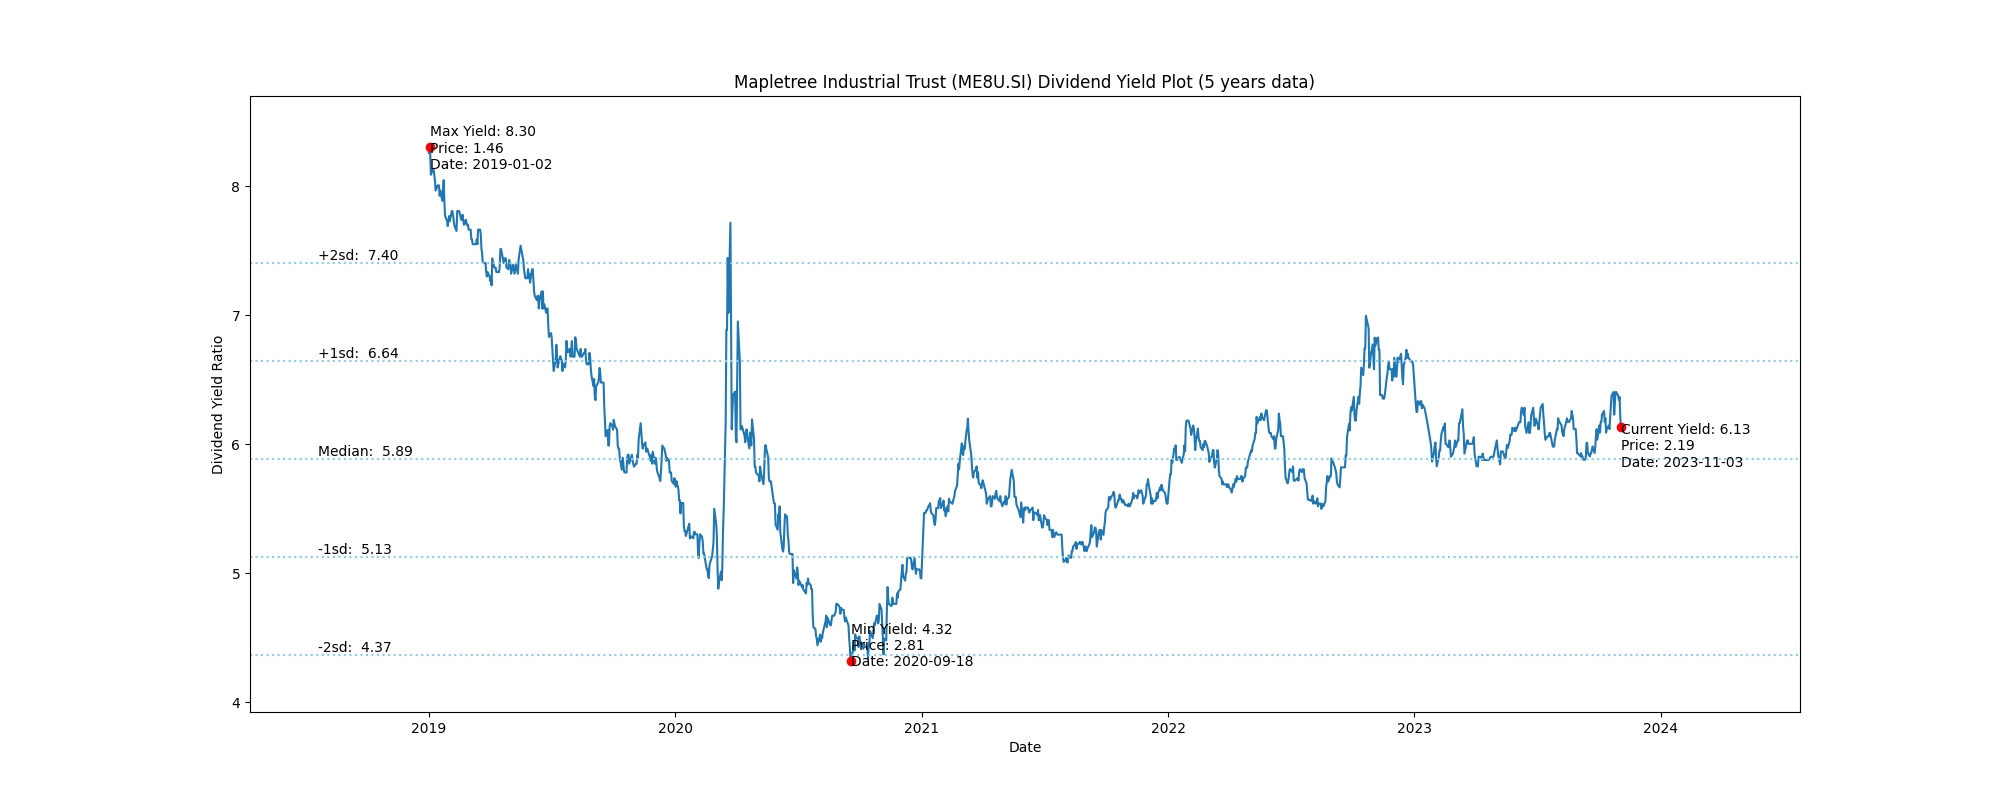 Mapletree Industrial Trust (ME8U.SI) Dividend Yield Plot (5 years data)
Max Yield: 8.30
Price: 1.46
Date: 2019-01-02
8
+2sd:  7.40
7
+1sd:  6.64
Dividend Yield Ratio
6
Current Yield: 6.13
Price: 2.19
Date: 2023-11-03
Median:  5.89
-1sd:  5.13
5
Min Yield: 4.32
Price: 2.81
Date: 2020-09-18
-2sd:  4.37
4
2019 2020 2021 2022 2023 2024
Date